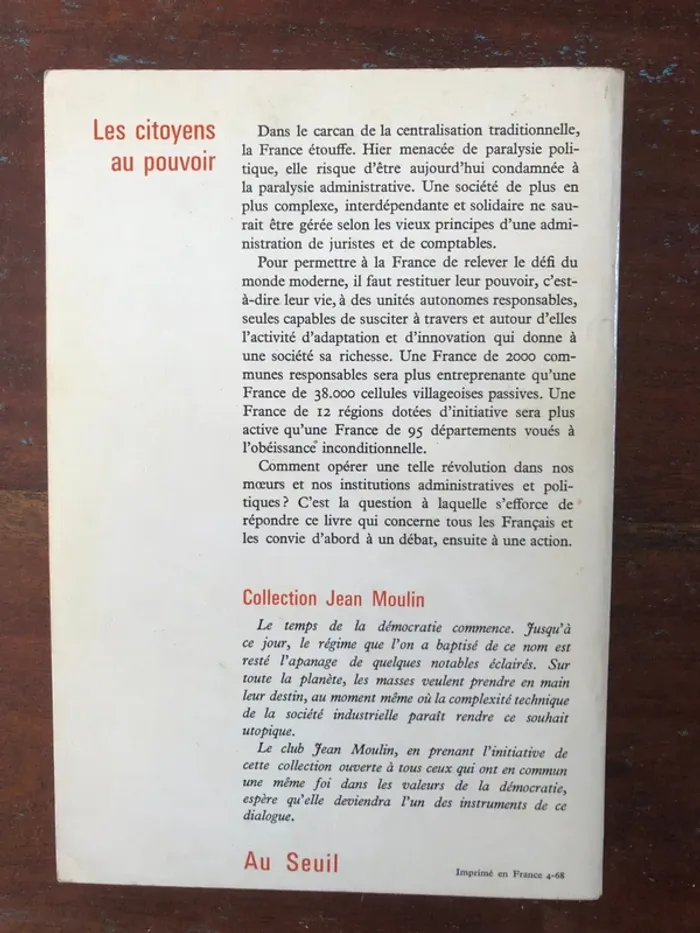 Les citoyens
au pouvoir
Dans le carcan de la centralisation traditionnelle,
la France étouffe. Hier menacée de paralysie poli-
tique, elle risque d'être aujourd'hui condamnée à
la paralysie administrative. Une société de plus en
plus complexe, interdépendante et solidaire ne sau-
rait être gérée selon les vieux principes d'une admi-
nistration de juristes et de comptables.
Pour permettre à la France de relever le défi du
monde moderne, il faut restituer leur pouvoir, c'est-
à-dire leur vie, à des unités autonomes responsables,
seules capables de susciter à travers et autour d'elles
l'activité d'adaptation et d'innovation qui donne à
une société sa richesse. Une France de 2000 com-
munes responsables sera plus entreprenante qu'une
France de 38.000 cellules villageoises passives. Une
France de 12 régions dotées d'initiative sera plus
active qu'une France de 95 départements voués à
l'obéissance inconditionnelle.
Comment opérer une telle révolution dans nos
mœurs et nos institutions administratives et poli-
tiques? C'est la question à laquelle s'efforce de
répondre ce livre qui concerne tous les Français et
les convie d'abord à un débat, ensuite à une action.
Collection Jean Moulin
Le temps de la démocratie commence. Jusqu'à
ce jour, le régime que l'on a baptisé de ce nom est
resté l'apanage de quelques notables éclairés. Sur
toute la planète, les masses veulent prendre en main
leur destin, au moment même où la complexité technique
de la société industrielle paraît rendre ce souhait
utopique.
Le club Jean Moulin, en prenant l'initiative de
cette collection ouverte à tous ceux qui ont en commun
une même foi dans les valeurs de la démocratie,
espère qu'elle deviendra l'un des instruments de ce
dialogue.
Au Seuil
Imprimé en France 4-68